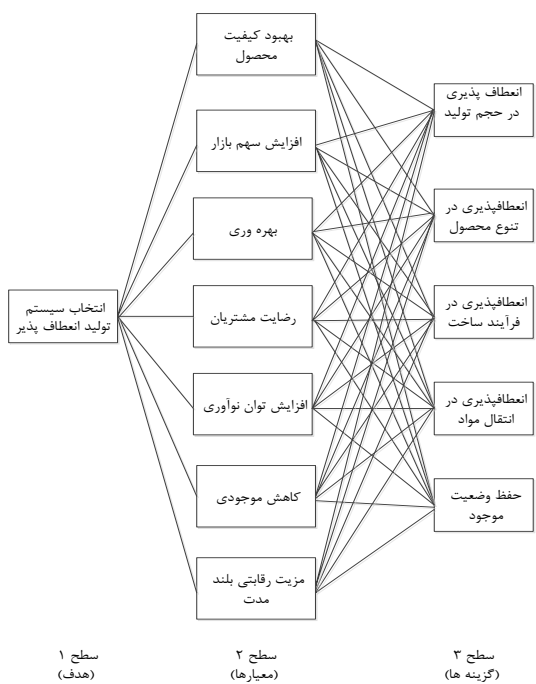 انتخاب سیستم
تولید انعطاف پذیر
بهبود کیفیت
محصول
افزایش سهم بازار
بهره وری
رضایت مشتریان
افزایش توان نوآوری
کاهش موجودی
مزیت رقابتی بلند
مدت
انعطاف پذیری
در حجم تولید
انعطافپذیری در
تنوع محصول
انعطافپذیری در
فرآیند ساخت
انعطافپذیری در
انتقال مواد
حفظ وضعیت
موجود
سطح ۱
(هدف)
سطح ۲
(معیارها)
سطح ۳
(گزینه ها)